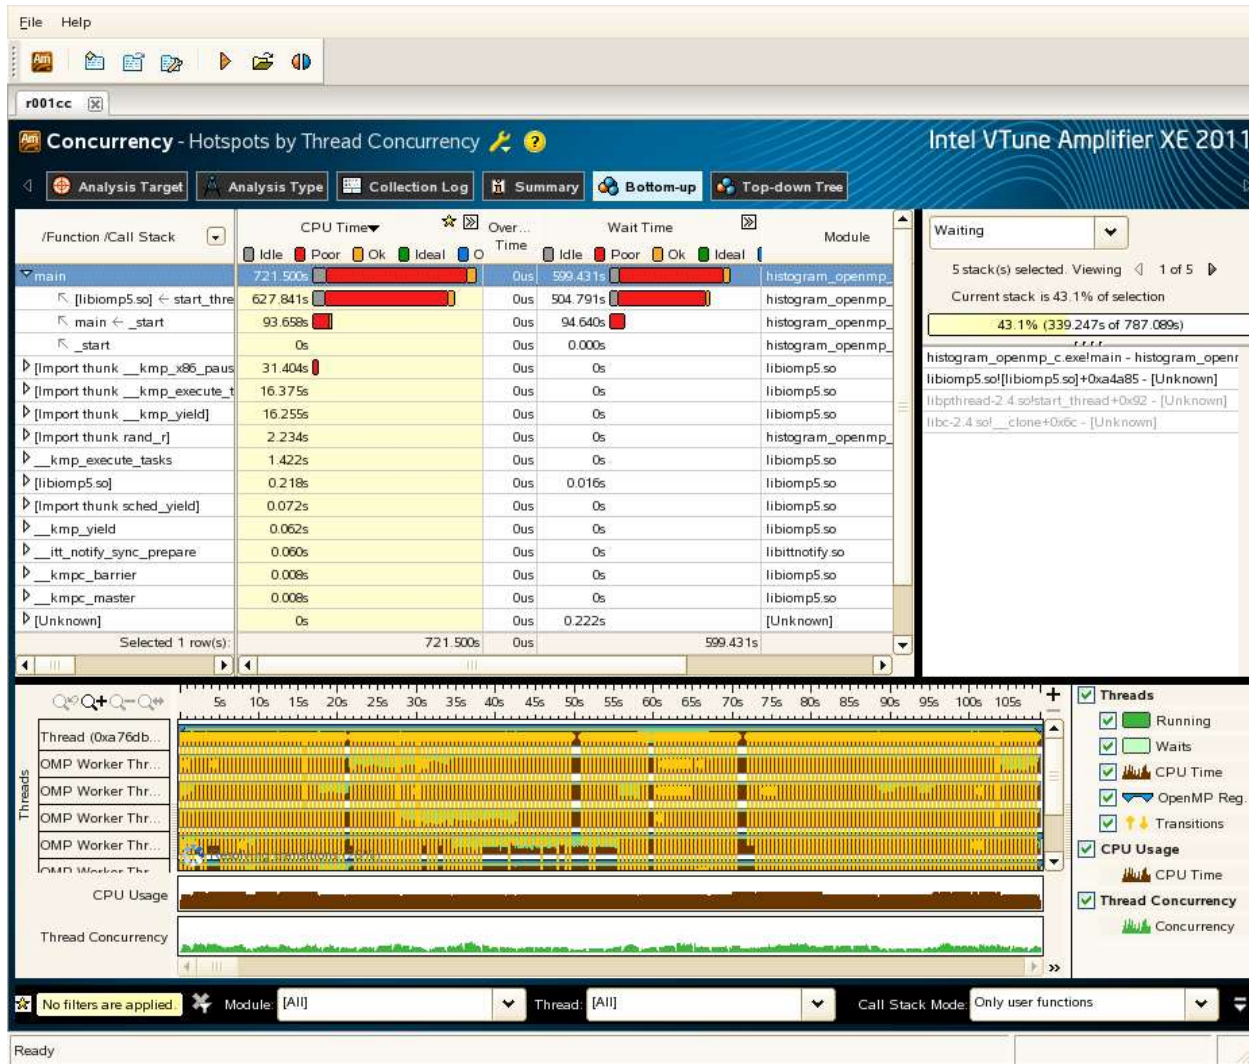 File Help
r001cc
Concurrency - Hotspots by Thread Concurrency
Intel VTune Amplifier XE 2011
Analysis Target Analysis Type Collection Log Summary Bottom-up Top-down Tree
/Function /Call Stack CPU Time Over... Time Wait Time Module
Idle Poor Ok Ideal O Idle Poor Ok Ideal
main 721.500s 0us 599.431s histogram_openmp_
[libiomp5.so] ← start_thre 627.841s 0us 504.791s histogram_openmp_
main ← _start 93.658s 0us 94.640s histogram_openmp_
_start 0s 0us 0.000s histogram_openmp_
[Import thunk __kmp_x86_paus 31.404s 0us 0s libiomp5.so
[Import thunk __kmp_execute_t 16.375s 0us 0s libiomp5.so
[Import thunk __kmp_yield] 16.255s 0us 0s libiomp5.so
[Import thunk rand_r] 2.234s 0us 0s histogram_openmp_
__kmp_execute_tasks 1.422s 0us 0s libiomp5.so
[libiomp5.so] 0.218s 0us 0.016s libiomp5.so
[Import thunk sched_yield] 0.072s 0us 0s libiomp5.so
__kmp_yield 0.062s 0us 0s libiomp5.so
__itt_notify_sync_prepare 0.060s 0us 0s libittnotify.so
__kmpc_barrier 0.008s 0us 0s libiomp5.so
__kmpc_master 0.008s 0us 0s libiomp5.so
[Unknown] 0s 0us 0.222s [Unknown]
Selected 1 row(s): 721.500s 0us 599.431s
Waiting
5 stack(s) selected. Viewing 1 of 5
Current stack is 43.1% of selection
43.1% (339.247s of 787.089s)
histogram_openmp_c.exe!main - histogram_openr
libiomp5.so![libiomp5.so]+0xa4a85 - [Unknown]
libpthread-2.4.so!start_thread+0x92 - [Unknown]
libc-2.4.so!__clone+0x6c - [Unknown]
5s 10s 15s 20s 25s 30s 35s 40s 45s 50s 55s 60s 65s 70s 75s 80s 85s 90s 95s 100s 105s
Threads
Thread (0xa76db...
OMP Worker Thr...
OMP Worker Thr...
OMP Worker Thr...
OMP Worker Thr...
Resolving transitions
OMP Worker Thr...
CPU Usage
Thread Concurrency
Threads
Running
Waits
CPU Time
OpenMP Reg.
Transitions
CPU Usage
CPU Time
Thread Concurrency
Concurrency
No filters are applied. Module: [All] Thread: [All] Call Stack Mode: Only user functions
Ready